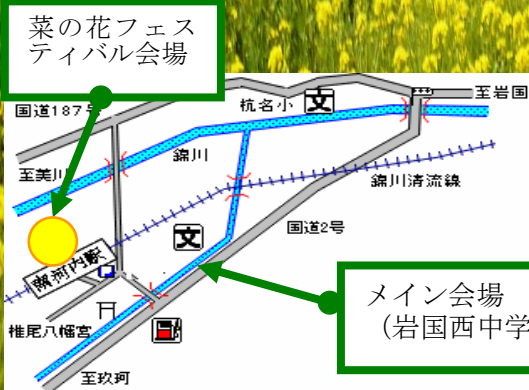 菜の花フェス
ティバル会場
国道187号
杭名小
文
至岩国
至美川
錦川
錦川清流線
文
国道2号
南河内駅
椎尾八幡宮
至玖珂
メイン会場
(岩国西中学